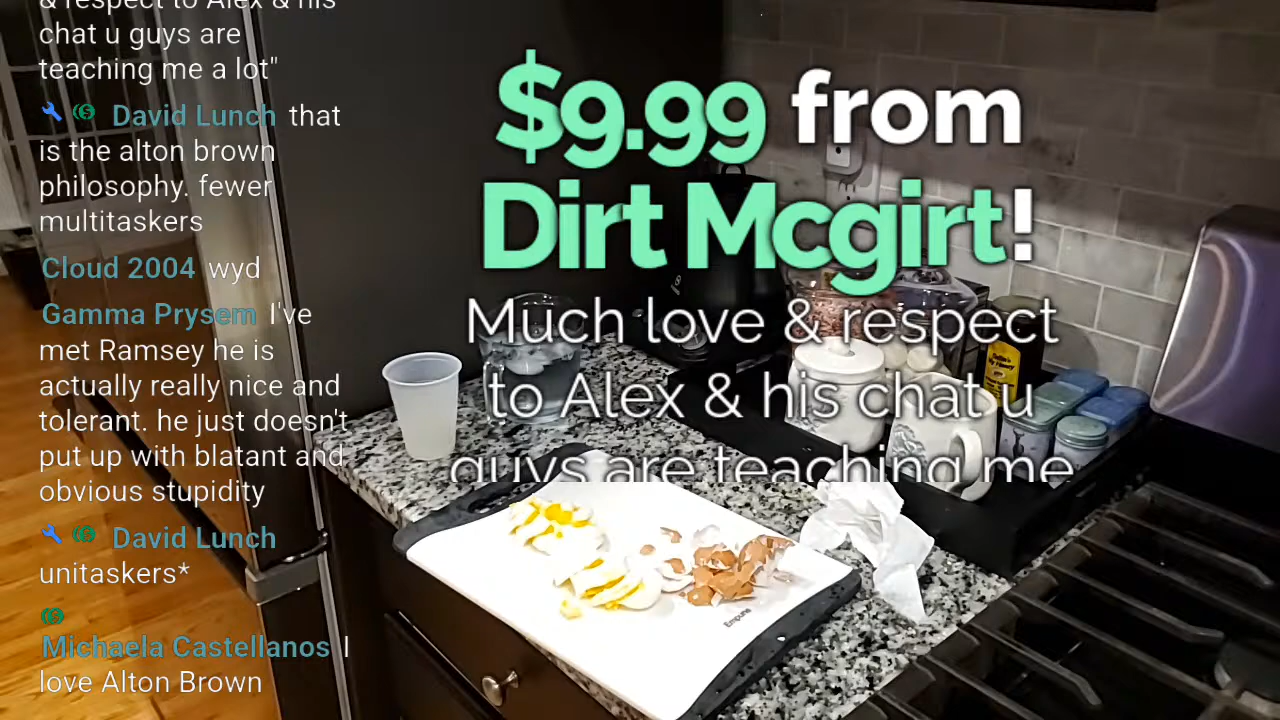 & respect to Alex & his
chat u guys are
teaching me a lot"
David Lunch that
is the alton brown
philosophy. fewer
multitaskers
Cloud 2004 wyd
Gamma Prysem I've
met Ramsey he is
actually really nice and
tolerant. he just doesn't
put up with blatant and
obvious stupidity
David Lunch
unitaskers*
Michaela Castellanos I
love Alton Brown
$9.99 from
Dirt Mcgirt!
Much love & respect
to Alex & his chat u
guys are teaching me